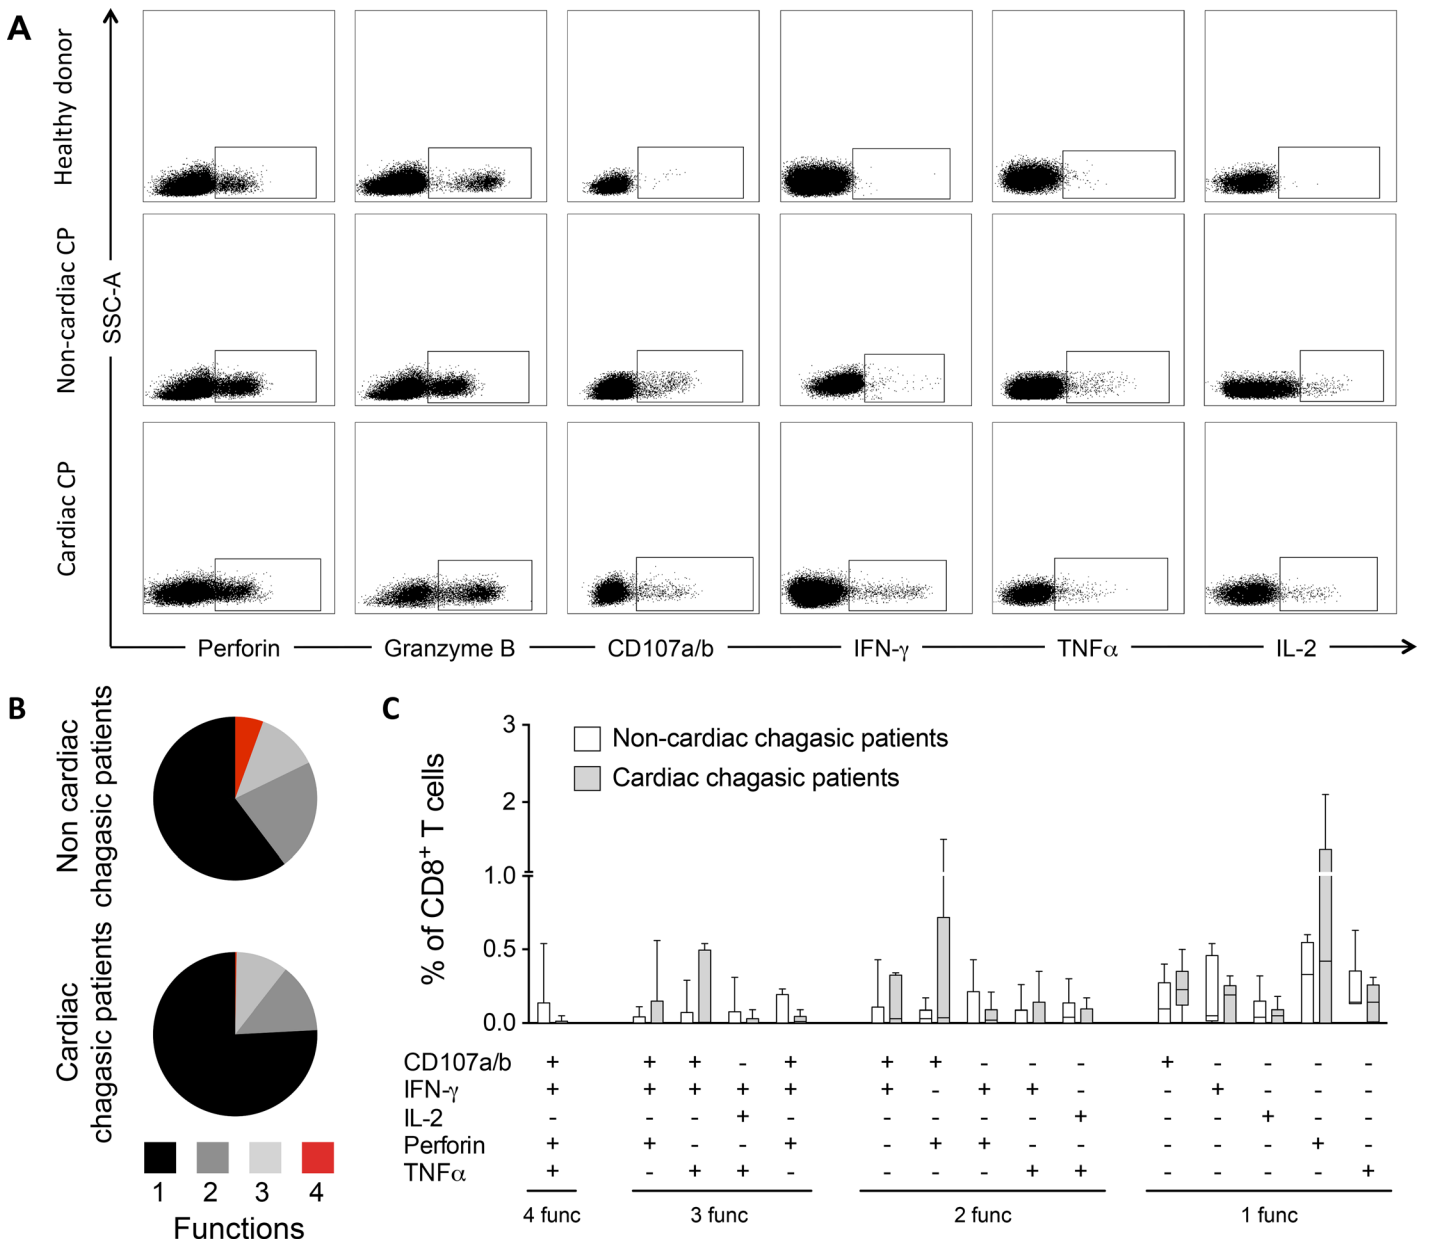 A
Healthy donor
Non-cardiac CP
Cardiac CP
SSC-A
Perforin Granzyme B CD107a/b IFN-γ TNFα IL-2
B
Non cardiac
chagasic patients
Cardiac
chagasic patients
1 2 3 4
Functions
C
% of CD8+ T cells
3
2
1.0
0.5
0.0
Non-cardiac chagasic patients
Cardiac chagasic patients
CD107a/b + + + - + + + - - - + - - - -
IFN-γ + + + + + + - + + - - + - - -
IL-2 - - - + - - - - - + - - + - -
Perforin + + - - + - + + - - - - - + -
TNFα + - + + - - - - + + - - - - +
4 func 3 func 2 func 1 func